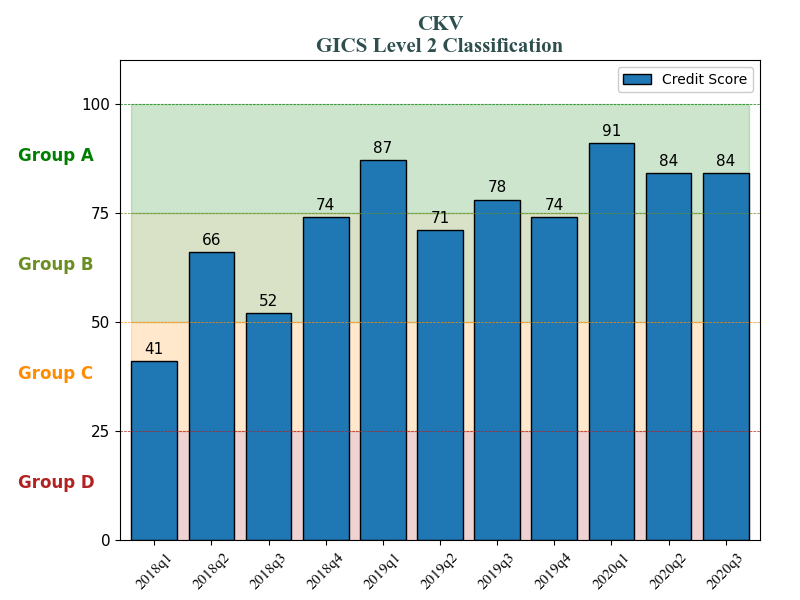 CKV
GICS Level 2 Classification
Credit Score
100
Group A
75
Group B
50
Group C
25
Group D
0
41
66
52
74
87
71
78
74
91
84
84
2018q1
2018q2
2018q3
2018q4
2019q1
2019q2
2019q3
2019q4
2020q1
2020q2
2020q3